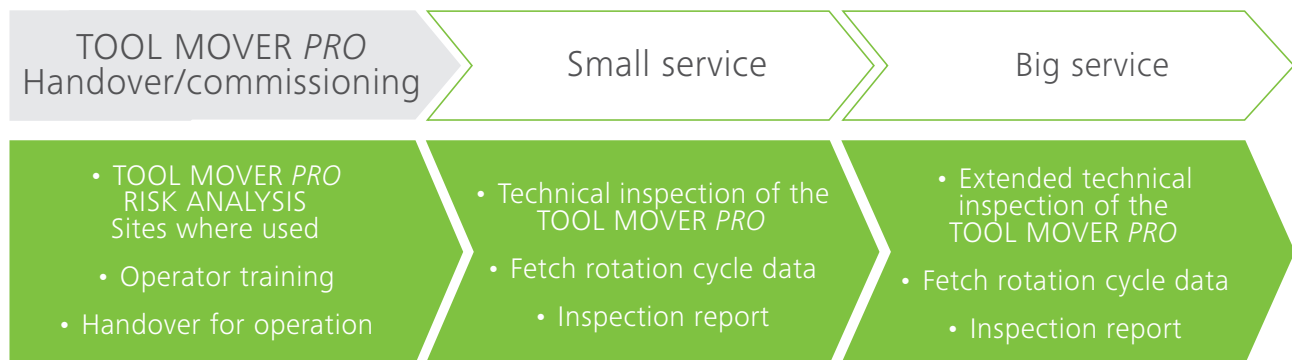 TOOL MOVER PRO
Handover/commissioning
Small service
Big service
• TOOL MOVER PRO
RISK ANALYSIS
Sites where used
• Operator training
• Handover for operation
• Technical inspection of the
TOOL MOVER PRO
• Fetch rotation cycle data
• Inspection report
• Extended technical
inspection of the
TOOL MOVER PRO
• Fetch rotation cycle data
• Inspection report